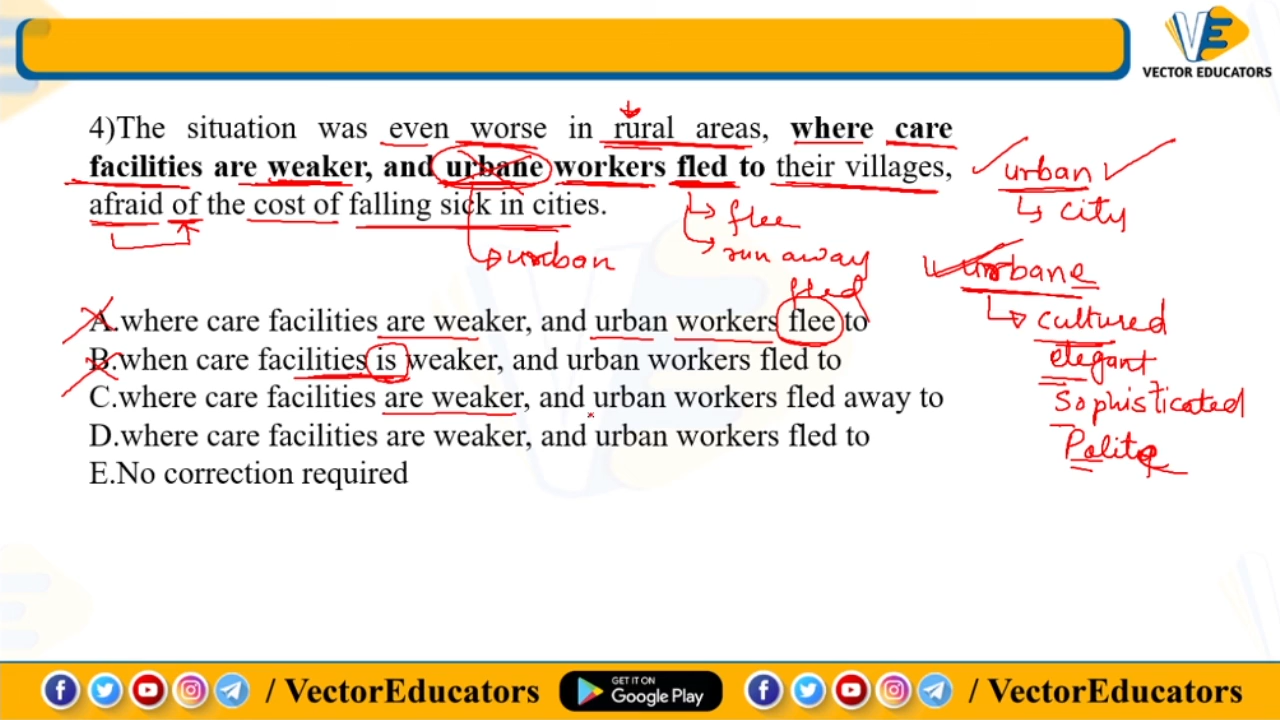 VE
VECTOR EDUCATORS
4)The situation was even worse in rural areas, where care
facilities are weaker, and urbane workers fled to their villages,
afraid of the cost of falling sick in cities.
urban
city
flee
run away
urban
fled
urbane
cultured
elegant
Sophisticated
Polite
A.where care facilities are weaker, and urban workers flee to
B.when care facilities is weaker, and urban workers fled to
C.where care facilities are weaker, and urban workers fled away to
D.where care facilities are weaker, and urban workers fled to
E.No correction required
/ VectorEducators
GET IT ON
Google Play
/ VectorEducators